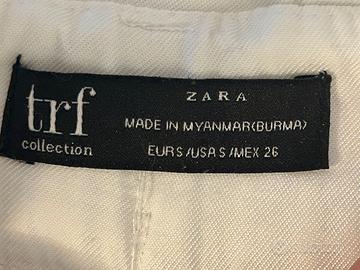 trf
collection
ZARA
MADE IN MYANMAR(BURMA)
EUR S/USA S/MEX 26